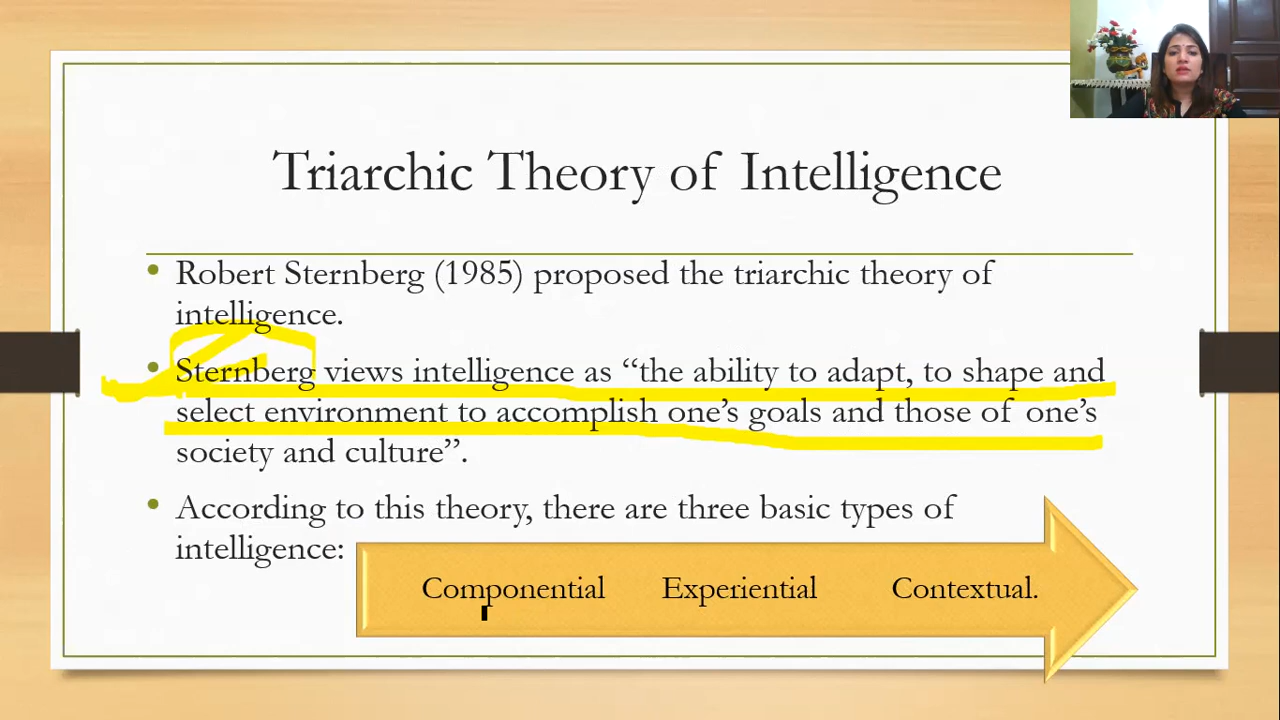 Triarchic Theory of Intelligence
• Robert Sternberg (1985) proposed the triarchic theory of
intelligence.
• Sternberg views intelligence as “the ability to adapt, to shape and
select environment to accomplish one’s goals and those of one’s
society and culture”.
• According to this theory, there are three basic types of
intelligence:
Componential Experiential Contextual.